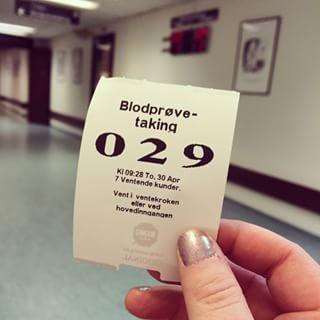 Blodprøve-
taking
029
Kl 09:28 To, 30 Apr
7 Ventende kunder.
Vent i ventekroken
eller ved
hovedinngangen